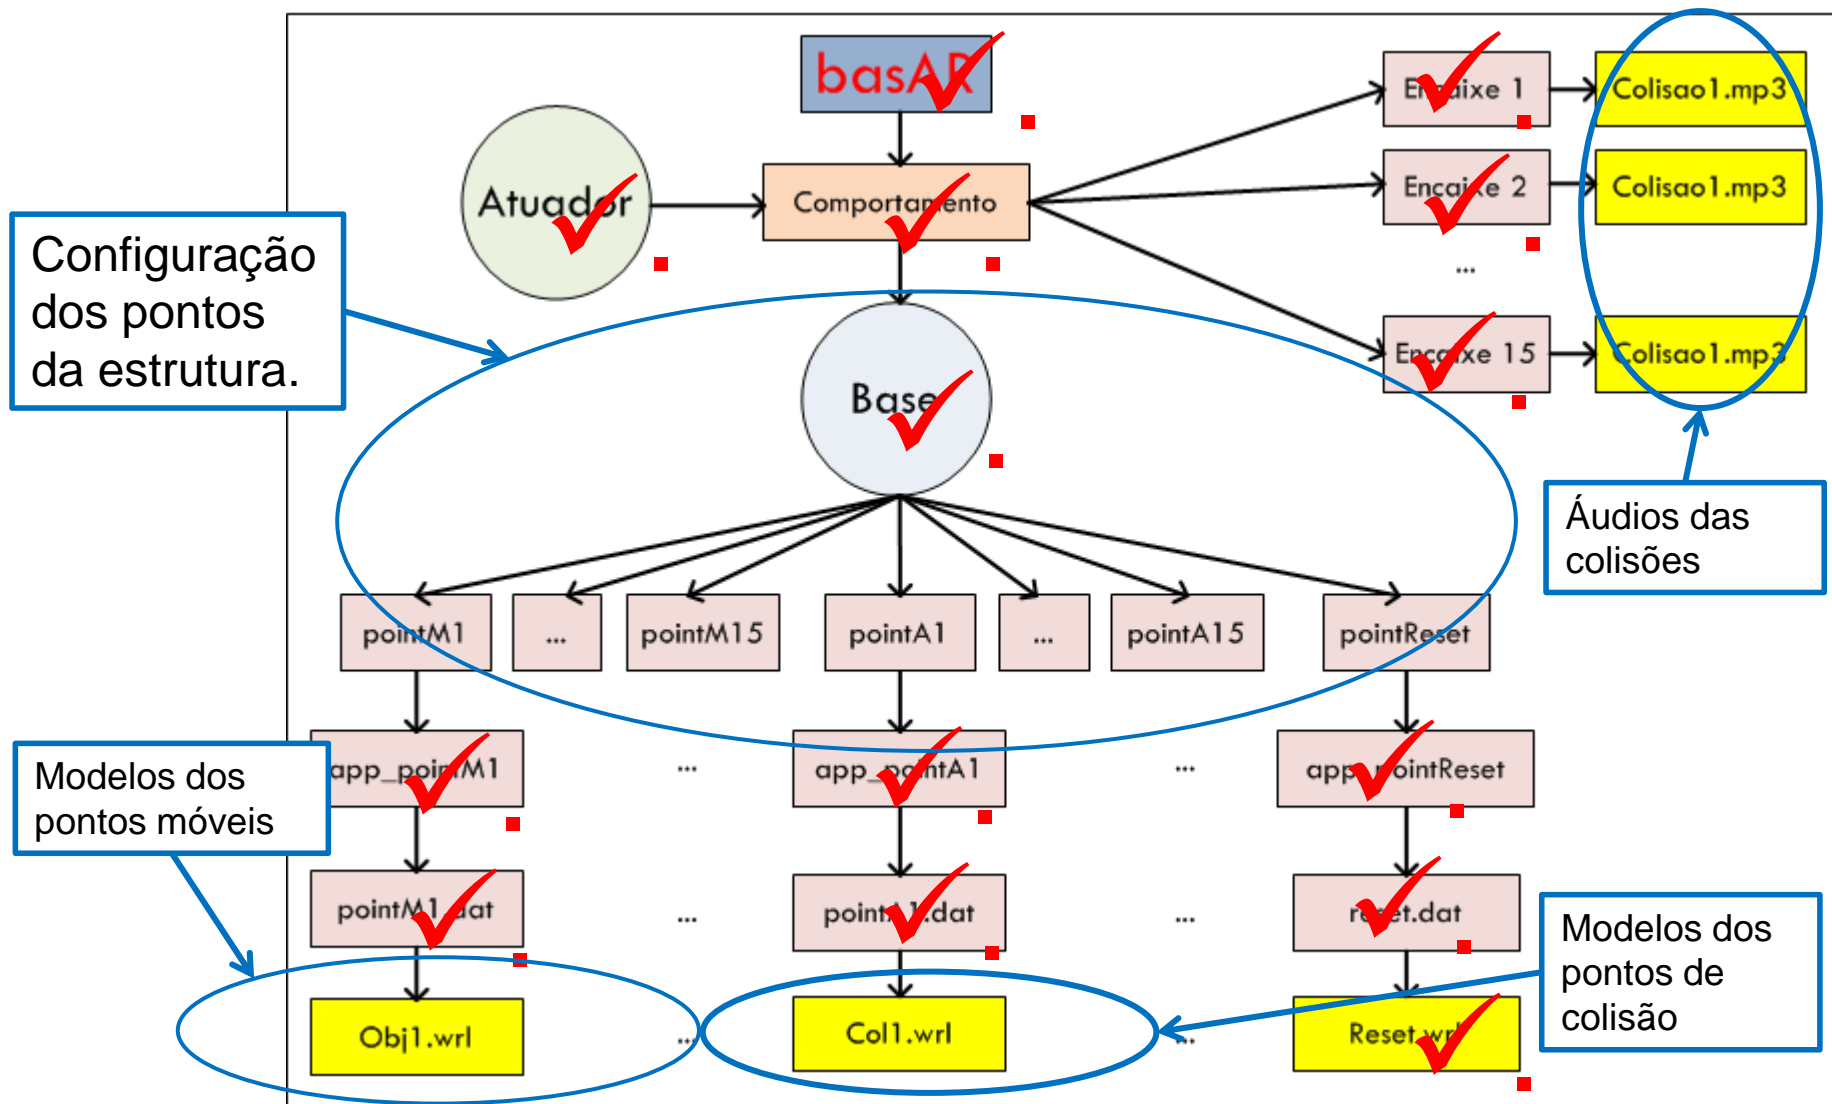 basAR
Encaixe 1
Colisao1.mp3
Atuador
Comportamento
Encaixe 2
Colisao1.mp3
...
Configuração
dos pontos
da estrutura.
Encaixe 15
Colisao1.mp3
Base
Áudios das
colisões
pointM1
...
pointM15
pointA1
...
pointA15
pointReset
Modelos dos
pontos móveis
app_pointM1
...
app_pointA1
...
app_pointReset
pointM1.dat
...
pointA1.dat
...
reset.dat
Modelos dos
pontos de
colisão
Obj1.wrl
...
Col1.wrl
...
Reset.wrl